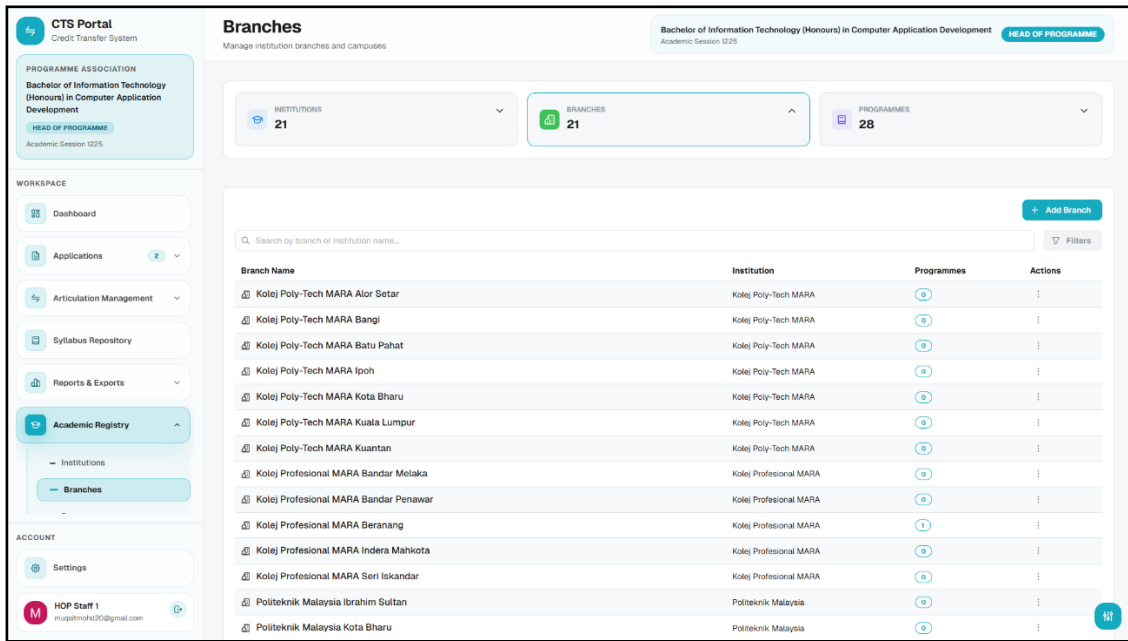 CTS Portal
Credit Transfer System
PROGRAMME ASSOCIATION
Bachelor of Information Technology
(Honours) in Computer Application
Development
HEAD OF PROGRAMME
Academic Session 1225
WORKSPACE
Dashboard
Applications 2
Articulation Management
Syllabus Repository
Reports & Exports
Academic Registry
Institutions
Branches
ACCOUNT
Settings
M
HOP Staff 1
muqsitmohd20@gmail.com
Branches
Manage institution branches and campuses
Bachelor of Information Technology (Honours) in Computer Application Development
Academic Session 1225
HEAD OF PROGRAMME
INSTITUTIONS
21
BRANCHES
21
PROGRAMMES
28
+ Add Branch
Search by branch or institution name...
Filters
Branch Name Institution Programmes Actions
Kolej Poly-Tech MARA Alor Setar Kolej Poly-Tech MARA 0
Kolej Poly-Tech MARA Bangi Kolej Poly-Tech MARA 0
Kolej Poly-Tech MARA Batu Pahat Kolej Poly-Tech MARA 0
Kolej Poly-Tech MARA Ipoh Kolej Poly-Tech MARA 0
Kolej Poly-Tech MARA Kota Bharu Kolej Poly-Tech MARA 0
Kolej Poly-Tech MARA Kuala Lumpur Kolej Poly-Tech MARA 0
Kolej Poly-Tech MARA Kuantan Kolej Poly-Tech MARA 0
Kolej Profesional MARA Bandar Melaka Kolej Profesional MARA 0
Kolej Profesional MARA Bandar Penawar Kolej Profesional MARA 0
Kolej Profesional MARA Beranang Kolej Profesional MARA 1
Kolej Profesional MARA Indera Mahkota Kolej Profesional MARA 0
Kolej Profesional MARA Seri Iskandar Kolej Profesional MARA 0
Politeknik Malaysia Ibrahim Sultan Politeknik Malaysia 0
Politeknik Malaysia Kota Bharu Politeknik Malaysia 0